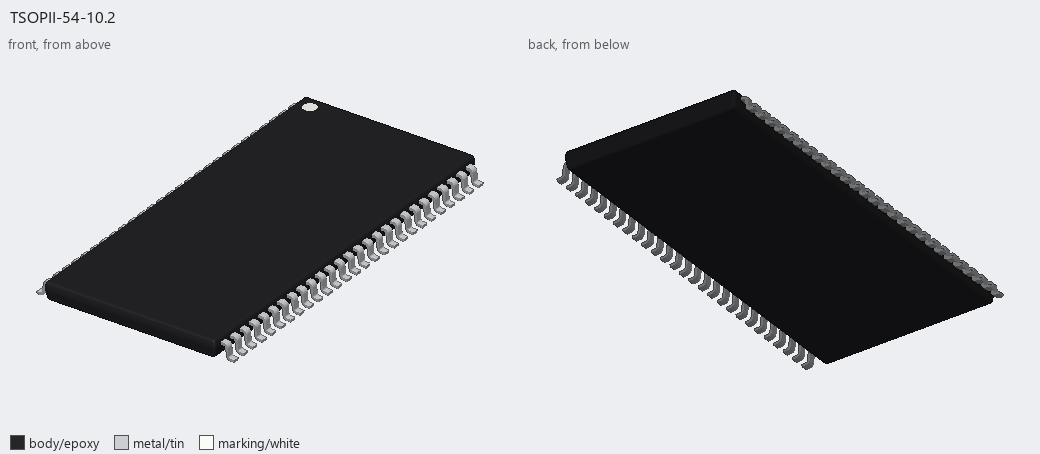 TSOPII-54-10.2
front, from above
back, from below
body/epoxy
metal/tin
marking/white